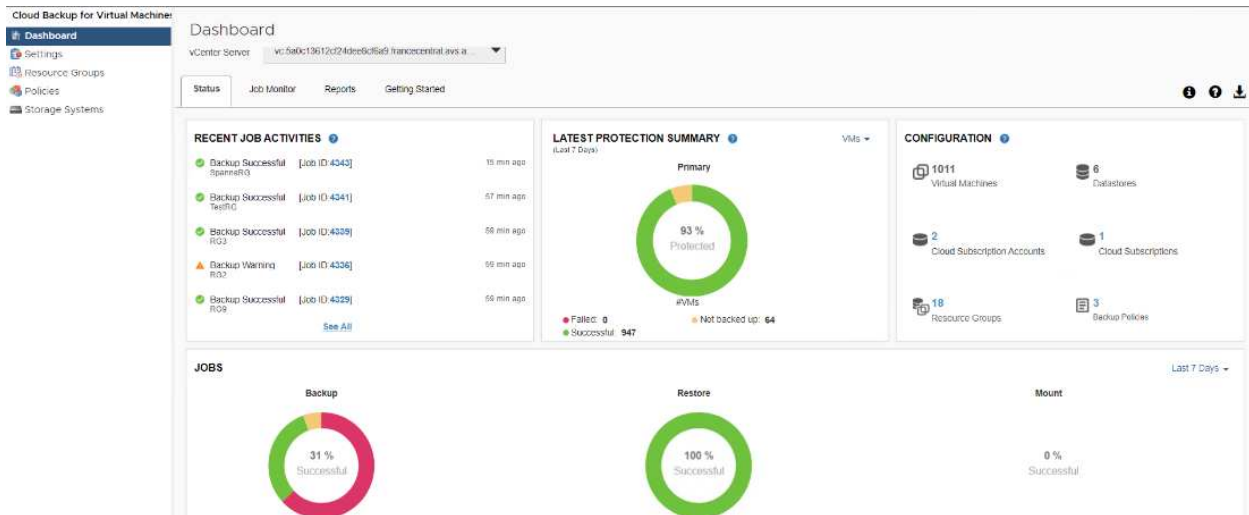 Cloud Backup for Virtual Machines
Dashboard
Settings
Resource Groups
Policies
Storage Systems
Dashboard
vCenter Server
Status Job Monitor Reports Getting Started
RECENT JOB ACTIVITIES
Backup Successful [Job ID:4343] 15 min ago
SpannaRG
Backup Successful [Job ID:4341] 57 min ago
TestRG
Backup Successful [Job ID:4339] 59 min ago
RG3
Backup Warning [Job ID:4336] 59 min ago
RG2
Backup Successful [Job ID:4329] 59 min ago
RG9
See All
LATEST PROTECTION SUMMARY VMs
(Last 7 Days)
Primary
93 %
Protected
#VMs
Failed: 0 Not backed up: 64
Successful: 947
CONFIGURATION
1011
Virtual Machines
6
Datastores
2
Cloud Subscription Accounts
1
Cloud Subscriptions
18
Resource Groups
3
Backup Policies
JOBS Last 7 Days
Backup
31 %
Successful
Restore
100 %
Successful
Mount
0 %
Successful